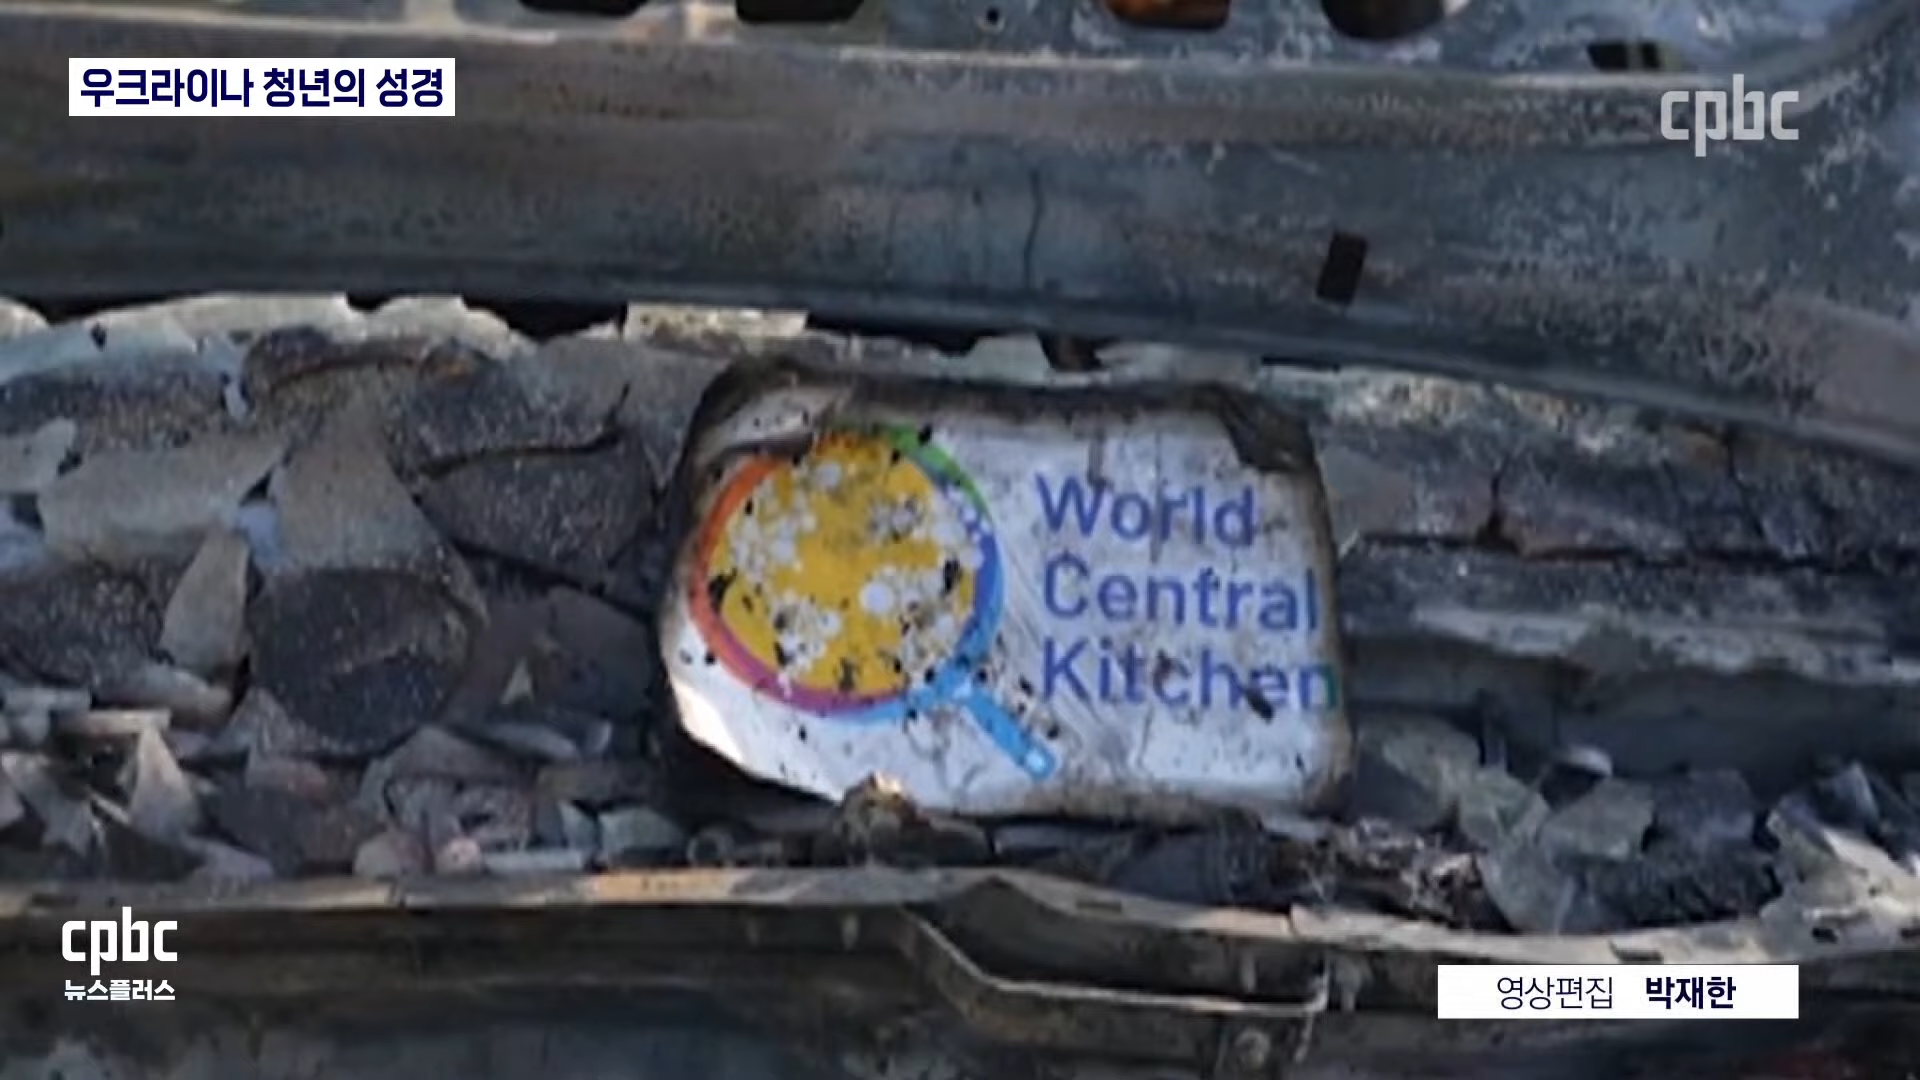 우크라이나 청년의 성경
cpbc
World
Central
Kitchen
cpbc
뉴스플러스
영상편집 박재한